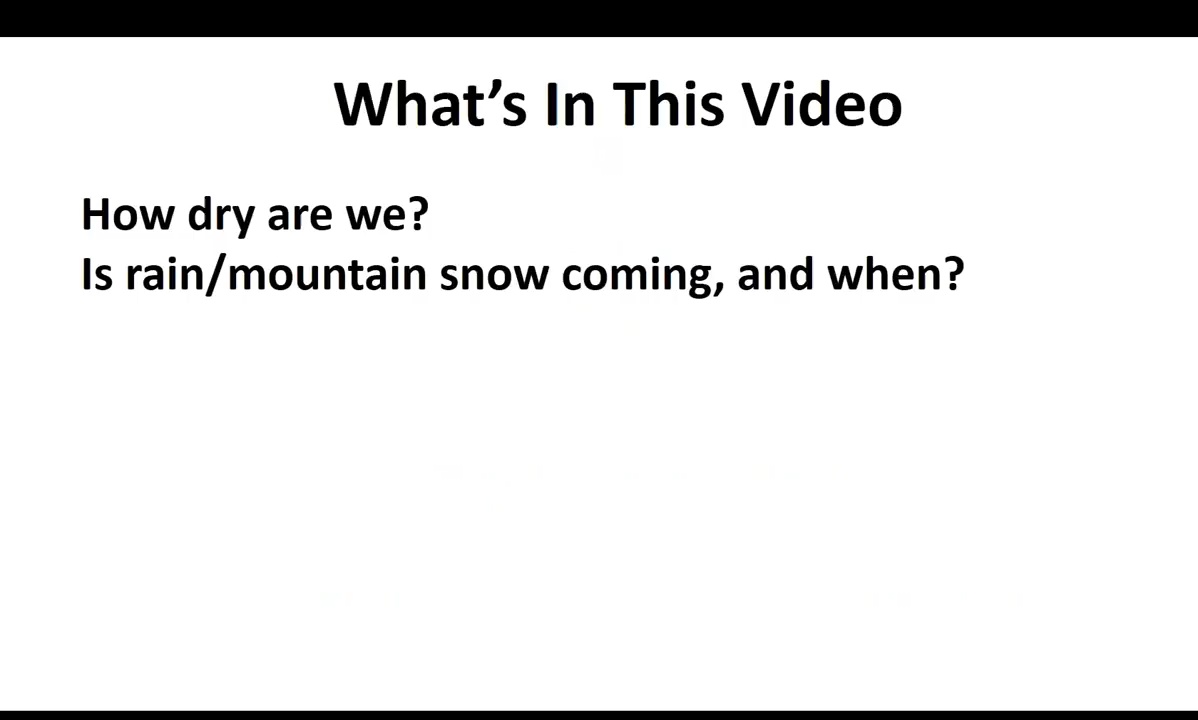 What’s In This Video
How dry are we?
Is rain/mountain snow coming, and when?